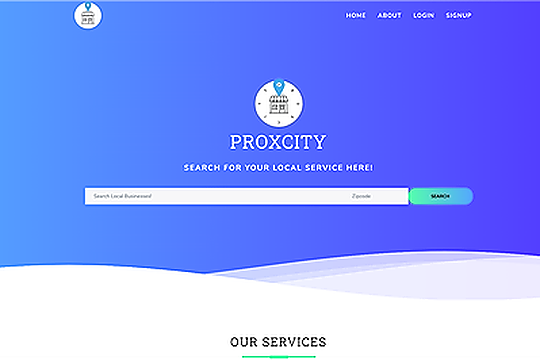 HOME ABOUT LOGIN SIGNUP
PROXCITY
SEARCH FOR YOUR LOCAL SERVICE HERE!
Search Local Businesses! Zipcode SEARCH
OUR SERVICES